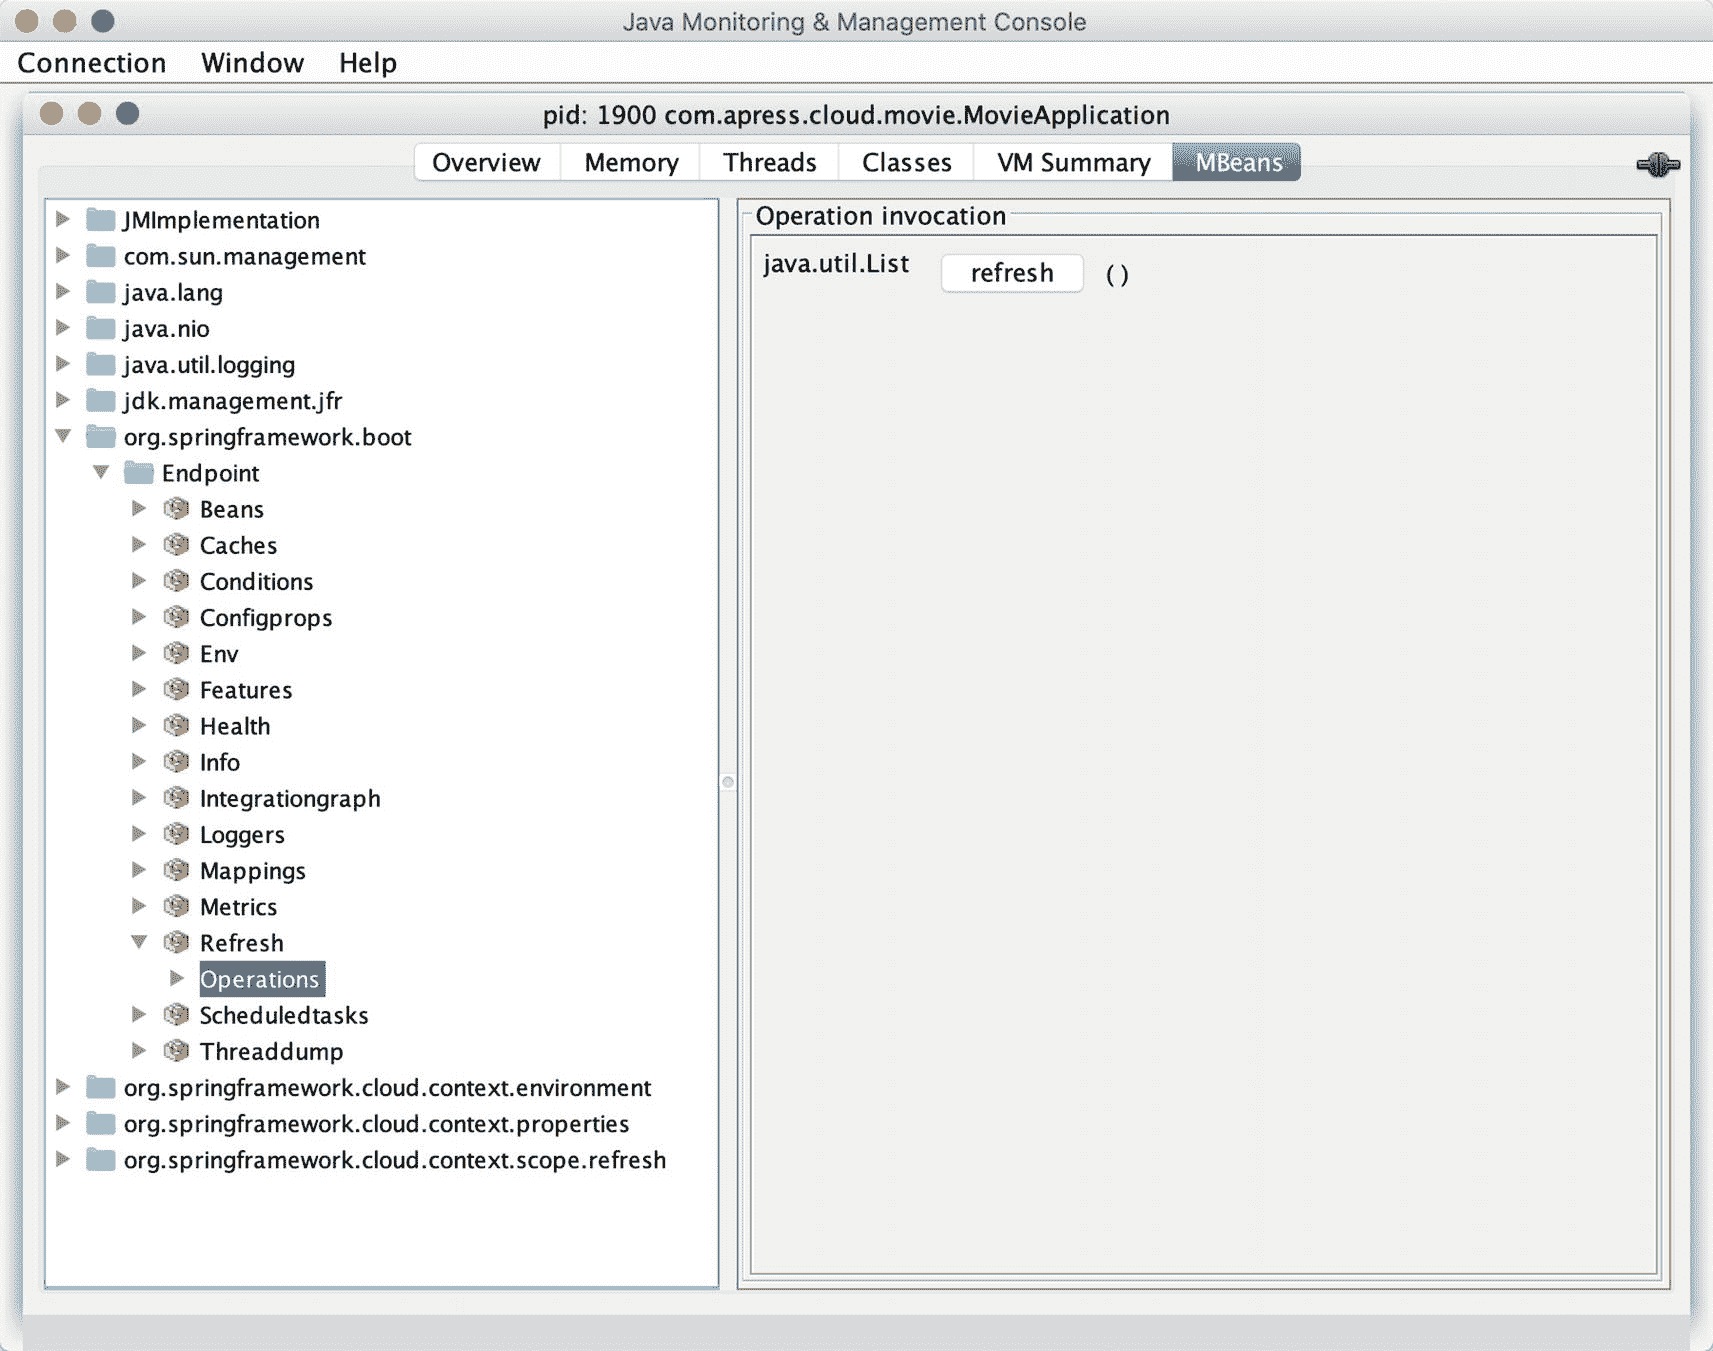 Java Monitoring & Management Console
Connection Window Help
pid: 1900 com.apress.cloud.movie.MovieApplication
Overview Memory Threads Classes VM Summary MBeans
JMImplementation
com.sun.management
java.lang
java.nio
java.util.logging
jdk.management.jfr
org.springframework.boot
Endpoint
Beans
Caches
Conditions
Configprops
Env
Features
Health
Info
Integrationgraph
Loggers
Mappings
Metrics
Refresh
Operations
Scheduledtasks
Threaddump
org.springframework.cloud.context.environment
org.springframework.cloud.context.properties
org.springframework.cloud.context.scope.refresh
Operation invocation
java.util.List refresh ()